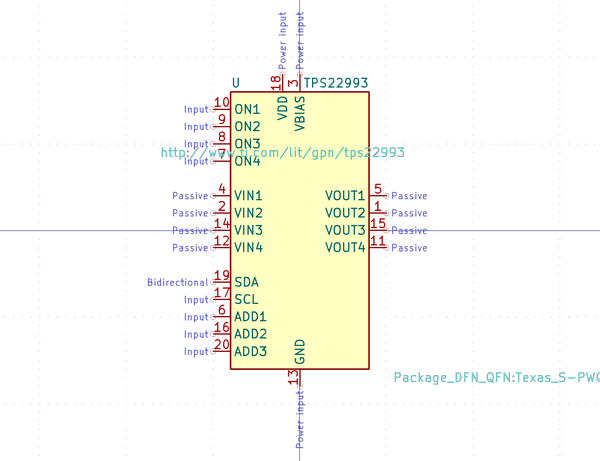 Power input
Power input
18
3
U
TPS22993
VDD
VBIAS
Input
10
ON1
Input
9
ON2
Input
8
ON3
http://www.ti.com/lit/gpn/tps22993
Input
7
ON4
Passive
4
VIN1
VOUT1
5
Passive
Passive
2
VIN2
VOUT2
1
Passive
Passive
14
VIN3
VOUT3
15
Passive
Passive
12
VIN4
VOUT4
11
Passive
Bidirectional
19
SDA
Input
17
SCL
Input
6
ADD1
Input
16
ADD2
Input
20
ADD3
GND
13
Power input
Package_DFN_QFN:Texas_S-PWQ